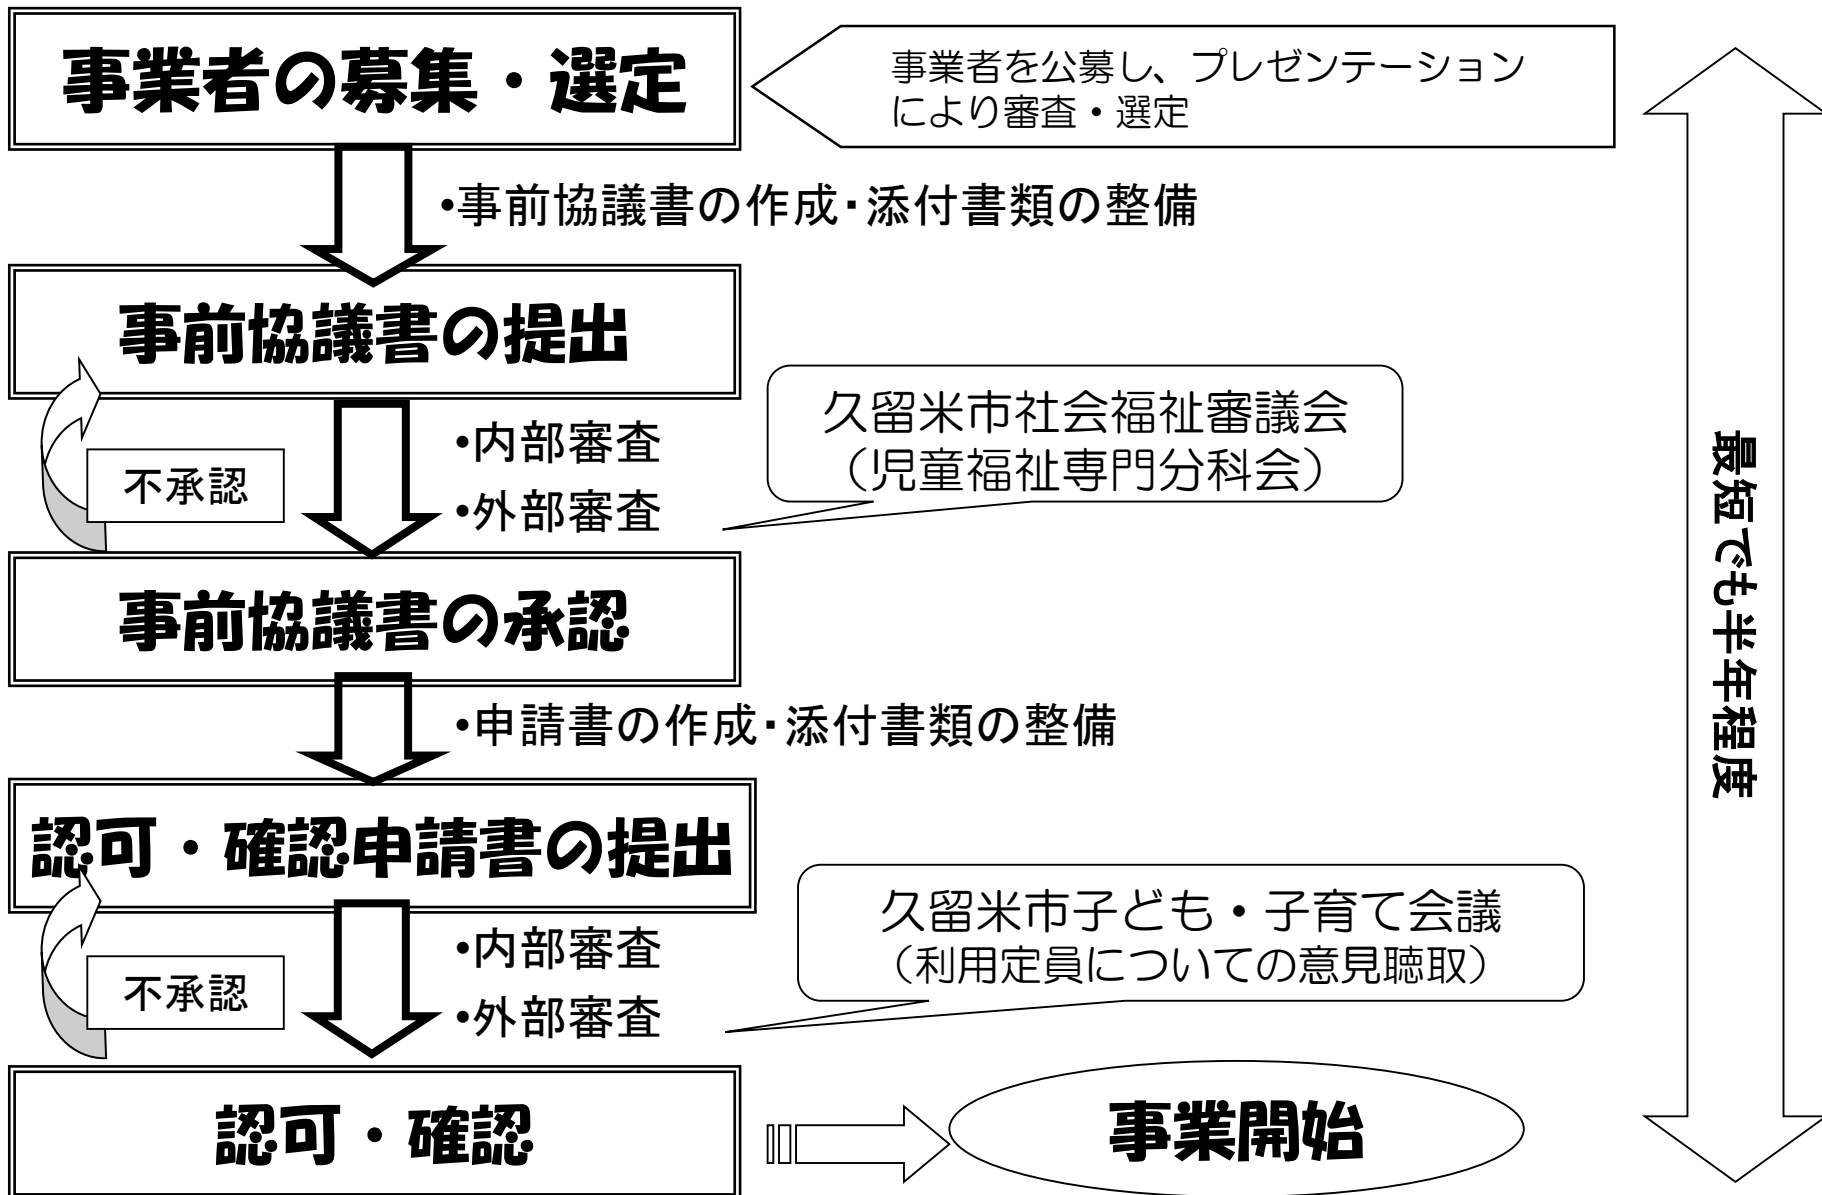 事業者の募集・選定
事業者を公募し、プレゼンテーション
により審査・選定
•事前協議書の作成・添付書類の整備
事前協議書の提出
不承認
•内部審査
•外部審査
久留米市社会福祉審議会
（児童福祉専門分科会）
事前協議書の承認
•申請書の作成・添付書類の整備
認可・確認申請書の提出
不承認
•内部審査
•外部審査
久留米市子ども・子育て会議
（利用定員についての意見聴取）
認可・確認
事業開始
最短でも半年程度